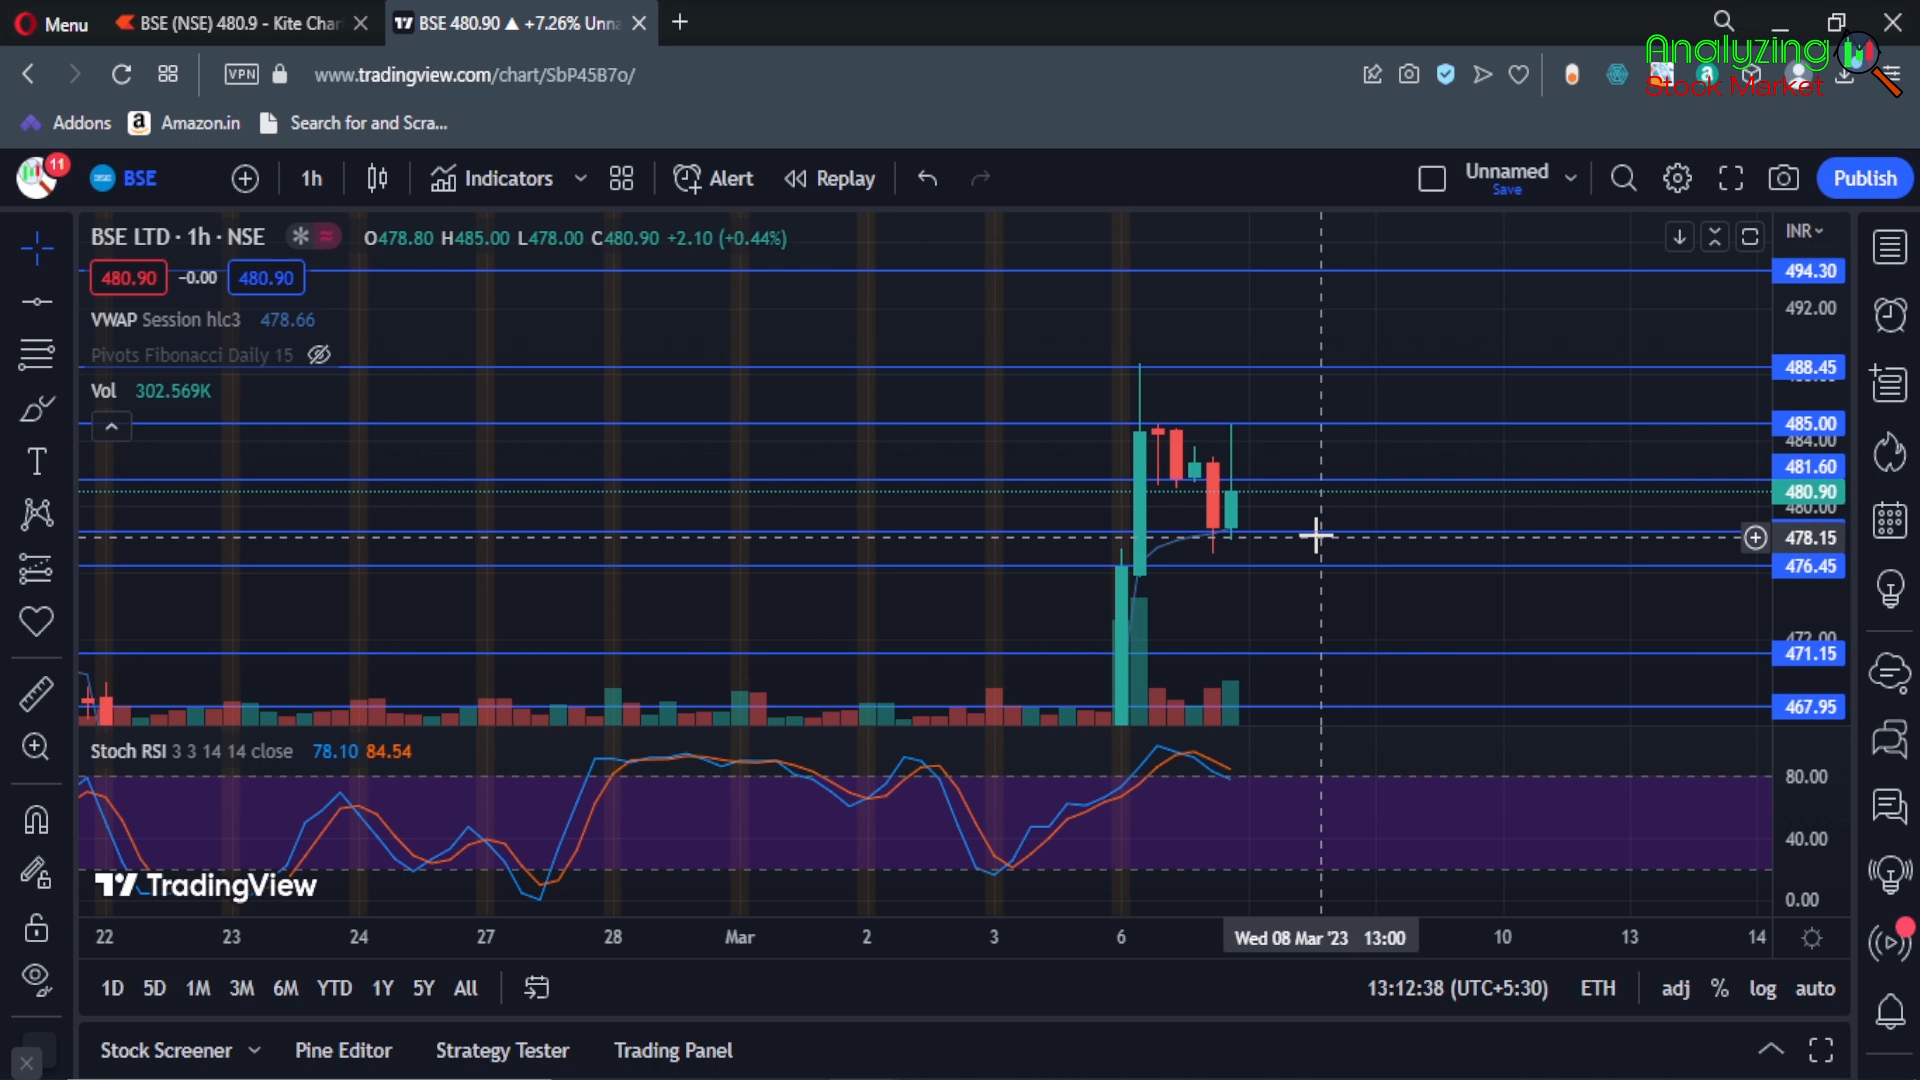 Menu
BSE (NSE) 480.9 - Kite Char
BSE 480.90 ▲ +7.26% Unna
Analyzing
Stock Market
VPN
www.tradingview.com/chart/SbP45B7o/
Addons
Amazon.in
Search for and Scra...
11
BSE
1h
Indicators
Alert
Replay
Unnamed
Save
Publish
BSE LTD · 1h · NSE
O478.80 H485.00 L478.00 C480.90 +2.10 (+0.44%)
INR
480.90 −0.00 480.90
VWAP Session hlc3 478.66
Pivots Fibonacci Daily 15
Vol 302.569K
494.30
492.00
488.45
485.00
484.00
481.60
480.90
480.00
478.15
476.45
472.00
471.15
467.95
Stoch RSI 3 3 14 14 close 78.10 84.54
80.00
40.00
0.00
TradingView
22 23 24 27 28 Mar 2 3 6 Wed 08 Mar '23 13:00 10 13 14
1D 5D 1M 3M 6M YTD 1Y 5Y All
13:12:38 (UTC+5:30) ETH adj % log auto
Stock Screener Pine Editor Strategy Tester Trading Panel